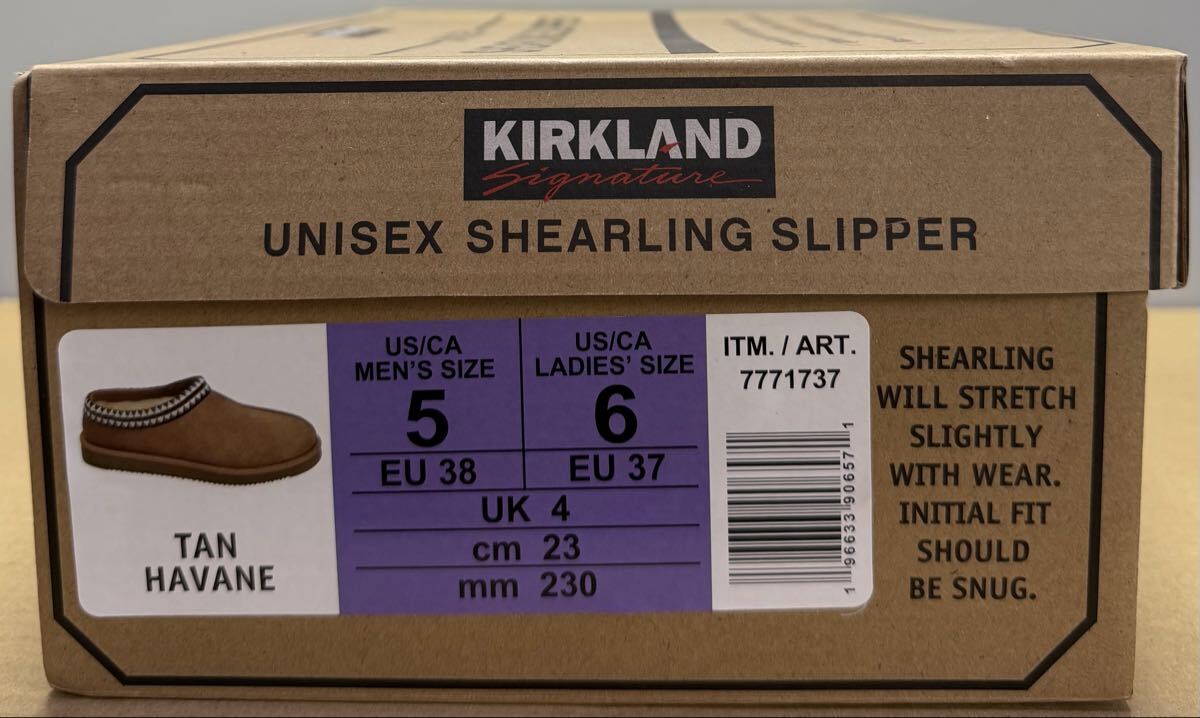 KIRKLAND
Signature
UNISEX SHEARLING SLIPPER
TAN
HAVANE
US/CA
MEN'S SIZE
5
EU 38
US/CA
LADIES' SIZE
6
EU 37
UK 4
cm 23
mm 230
ITM. / ART.
7771737
1 96633 90657 1
SHEARLING
WILL STRETCH
SLIGHTLY
WITH WEAR.
INITIAL FIT
SHOULD
BE SNUG.